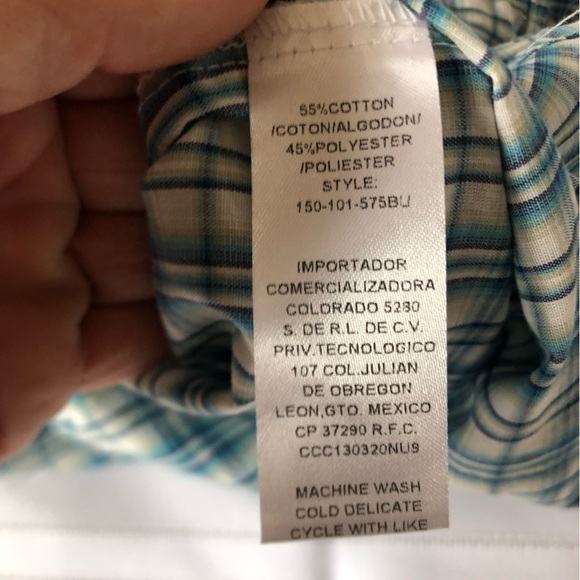 55%COTTON
/COTON/ALGODON/
45%POLYESTER
/POLIESTER
STYLE:
150-101-575BU
IMPORTADOR
COMERCIALIZADORA
COLORADO 5280
S. DE R.L. DE C.V.
PRIV.TECNOLOGICO
107 COL.JULIAN
DE OBREGON
LEON,GTO. MEXICO
CP 37290 R.F.C.
CCC130320NU9
MACHINE WASH
COLD DELICATE
CYCLE WITH LIKE